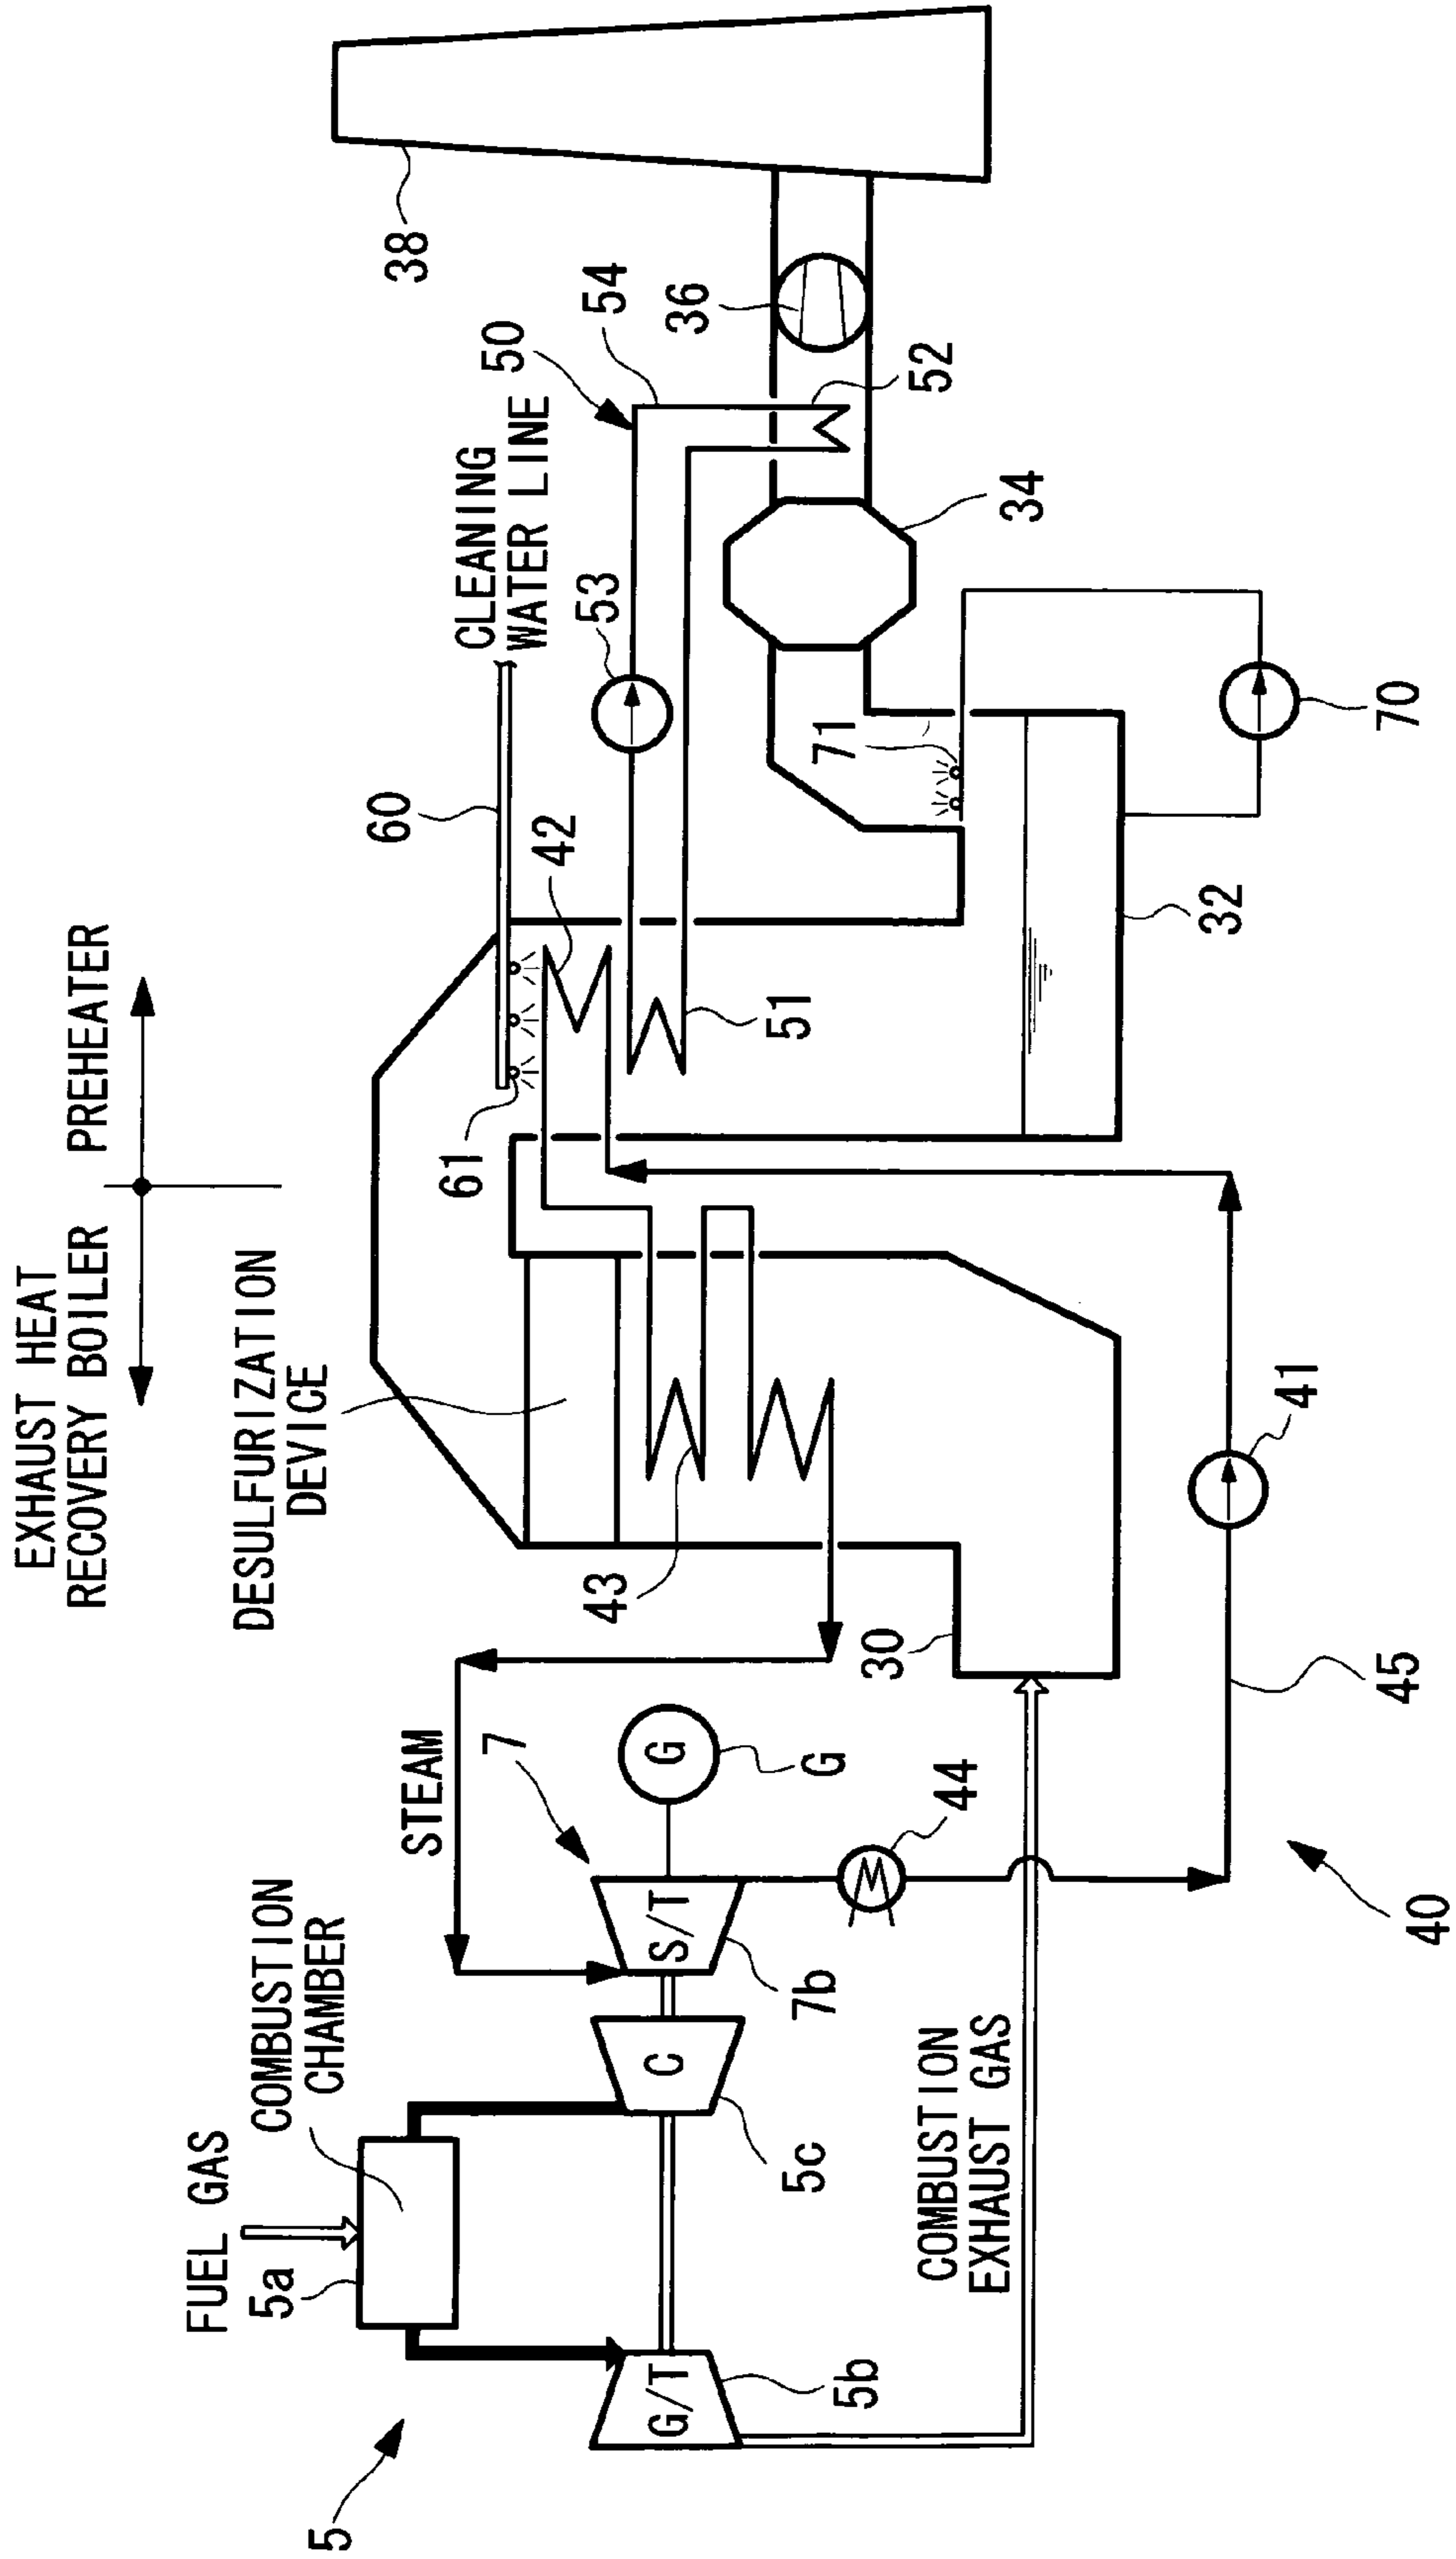 EXHAUST HEAT
RECOVERY BOILER
PREHEATER
DESULFURIZATION
DEVICE
FUEL GAS
5a
COMBUSTION
CHAMBER
5
STEAM
7
G/T
5b
C
5c
S/T
7b
G
G
44
COMBUSTION
EXHAUST GAS
40
45
41
30
43
61
42
60
CLEANING
WATER LINE
50
53
54
51
52
36
38
34
71
32
70